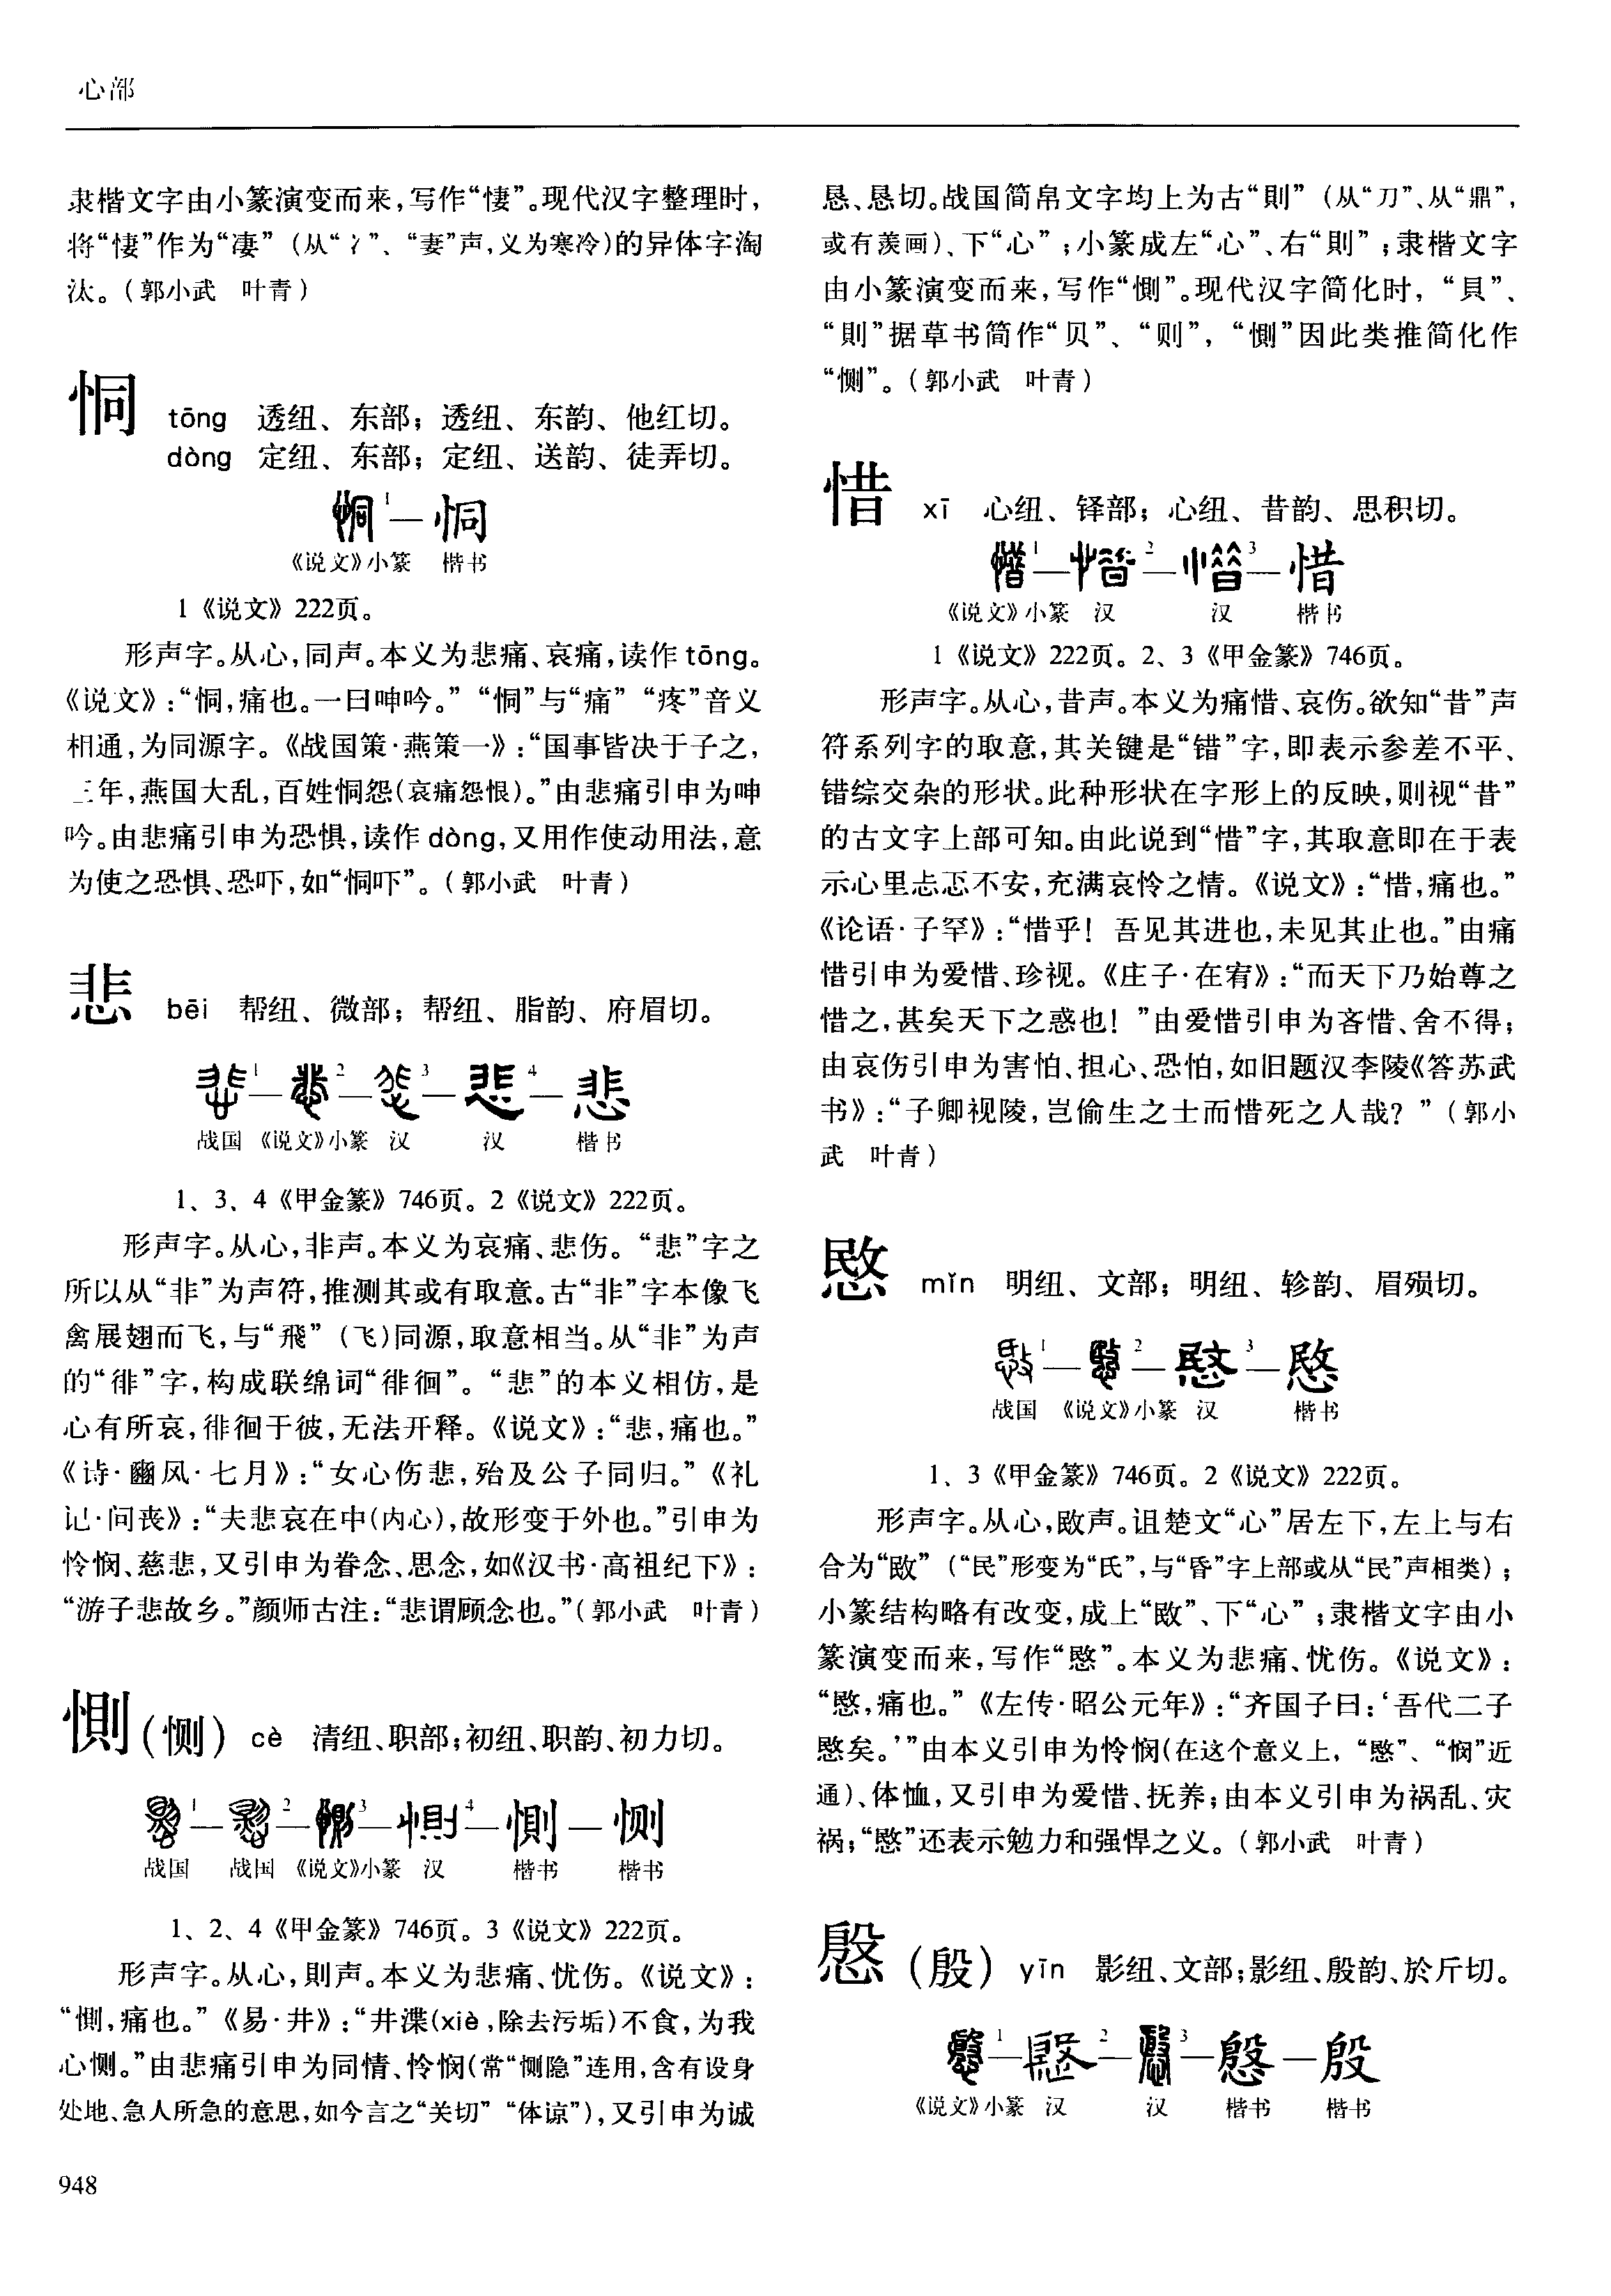 心部
隶楷文字由小篆演变而来，写作“悽”。现代汉字整理时，
将“悽”作为“凄”（从“冫”、“妻”声，义为寒冷）的异体字淘
汰。（郭小武　叶青）
恫 tōng　透纽、东部；透纽、东韵、他红切。
dòng　定纽、东部；定纽、送韵、徒弄切。
1—恫
《说文》小篆　楷书
1《说文》222页。
形声字。从心，同声。本义为悲痛、哀痛，读作 tōng。
《说文》：“恫，痛也。一曰呻吟。”“恫”与“痛”“疼”音义
相通，为同源字。《战国策·燕策一》：“国事皆决于子之，
三年，燕国大乱，百姓恫怨（哀痛怨恨）。”由悲痛引申为呻
吟。由悲痛引申为恐惧，读作 dòng，又用作使动用法，意
为使之恐惧、恐吓，如“恫吓”。（郭小武　叶青）
悲 bēi　帮纽、微部；帮纽、脂韵、府眉切。
1—2—3—4—悲
战国　《说文》小篆　汉　汉　楷书
1、3、4《甲金篆》746页。2《说文》222页。
形声字。从心，非声。本义为哀痛、悲伤。“悲”字之
所以从“非”为声符，推测其或有取意。古“非”字本像飞
禽展翅而飞，与“飛”（飞）同源，取意相当。从“非”为声
的“徘”字，构成联绵词“徘徊”。“悲”的本义相仿，是
心有所哀，徘徊于彼，无法开释。《说文》：“悲，痛也。”
《诗·豳风·七月》：“女心伤悲，殆及公子同归。”《礼
记·问丧》：“夫悲哀在中（内心），故形变于外也。”引申为
怜悯、慈悲，又引申为眷念、思念，如《汉书·高祖纪下》：
“游子悲故乡。”颜师古注：“悲谓顾念也。”（郭小武　叶青）
惻（恻）cè　清纽、职部；初纽、职韵、初力切。
1—2—3—4—惻—恻
战国　战国　《说文》小篆　汉　楷书　楷书
1、2、4《甲金篆》746页。3《说文》222页。
形声字。从心，則声。本义为悲痛、忧伤。《说文》：
“惻，痛也。”《易·井》：“井渫（xiè，除去污垢）不食，为我
心恻。”由悲痛引申为同情、怜悯（常“恻隐”连用，含有设身
处地、急人所急的意思，如今言之“关切”“体谅”），又引申为诚
恳、恳切。战国简帛文字均上为古“則”（从“刀”、从“鼎”，
或有羡画）、下“心”；小篆成左“心”、右“則”；隶楷文字
由小篆演变而来，写作“惻”。现代汉字简化时，“貝”、
“則”据草书简作“贝”、“则”，“惻”因此类推简化作
“恻”。（郭小武　叶青）
惜 xī　心纽、铎部；心纽、昔韵、思积切。
1—2—3—惜
《说文》小篆　汉　汉　楷书
1《说文》222页。2、3《甲金篆》746页。
形声字。从心，昔声。本义为痛惜、哀伤。欲知“昔”声
符系列字的取意，其关键是“错”字，即表示参差不平、
错综交杂的形状。此种形状在字形上的反映，则视“昔”
的古文字上部可知。由此说到“惜”字，其取意即在于表
示心里忐忑不安，充满哀怜之情。《说文》：“惜，痛也。”
《论语·子罕》：“惜乎！吾见其进也，未见其止也。”由痛
惜引申为爱惜、珍视。《庄子·在宥》：“而天下乃始尊之
惜之，甚矣天下之惑也！”由爱惜引申为吝惜、舍不得；
由哀伤引申为害怕、担心、恐怕，如旧题汉李陵《答苏武
书》：“子卿视陵，岂偷生之士而惜死之人哉？”（郭小
武　叶青）
愍 mǐn　明纽、文部；明纽、轸韵、眉殒切。
1—2—3—愍
战国　《说文》小篆　汉　楷书
1、3《甲金篆》746页。2《说文》222页。
形声字。从心，敃声。诅楚文“心”居左下，左上与右
合为“敃”（“民”形变为“氏”，与“昏”字上部或从“民”声相类）；
小篆结构略有改变，成上“敃”、下“心”；隶楷文字由小
篆演变而来，写作“愍”。本义为悲痛、忧伤。《说文》：
“愍，痛也。”《左传·昭公元年》：“齐国子曰：‘吾代二子
愍矣。’”由本义引申为怜悯（在这个意义上，“愍”、“悯”近
通）、体恤，又引申为爱惜、抚养；由本义引申为祸乱、灾
祸；“愍”还表示勉力和强悍之义。（郭小武　叶青）
慇（殷）yīn　影纽、文部；影纽、殷韵、於斤切。
1—2—3—慇—殷
《说文》小篆　汉　汉　楷书　楷书
948